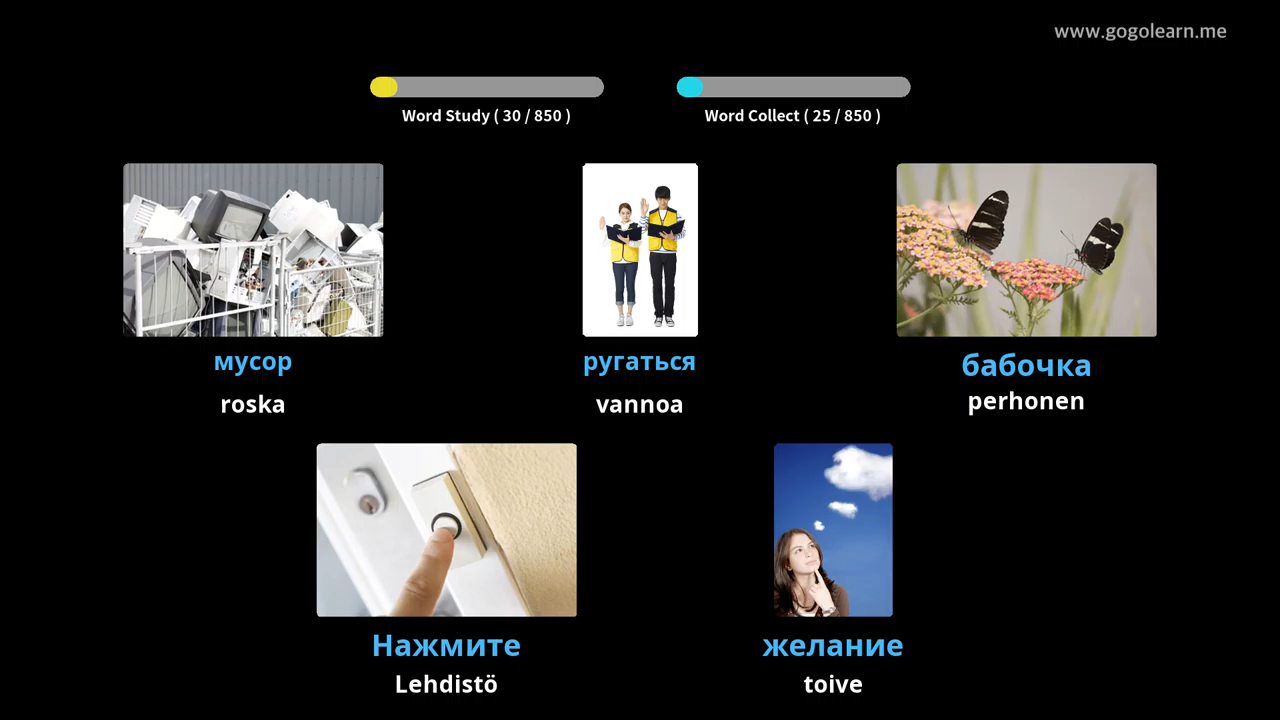 www.gogolearn.me
Word Study ( 30 / 850 )
Word Collect ( 25 / 850 )
мусор
ругаться
бабочка
roska
vannoa
perhonen
Нажмите
желание
Lehdistö
toive